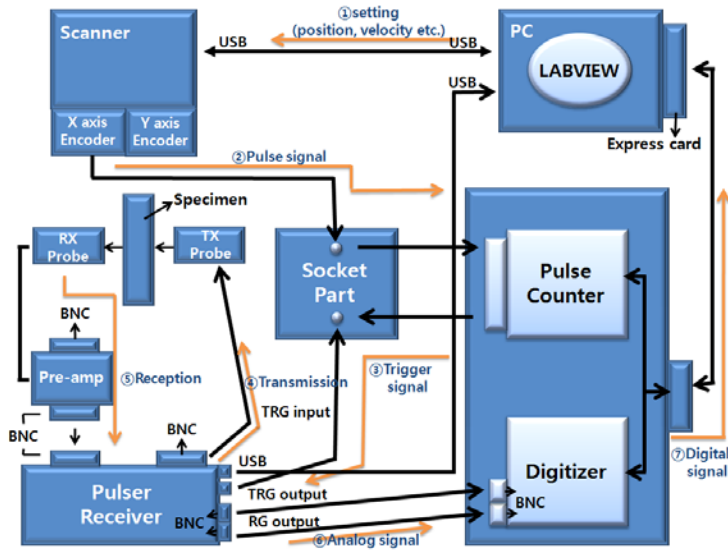 Scanner
X axis
Encoder
Y axis
Encoder
①setting
(position, velocity etc.)
USB
USB
USB
PC
LABVIEW
Express card
②Pulse signal
Specimen
RX
Probe
TX
Probe
Socket
Part
Pulse
Counter
BNC
Pre-amp
⑤Reception
④Transmission
③Trigger
signal
TRG input
BNC
BNC
USB
Pulser
Receiver
TRG output
BNC
RG output
⑥Analog signal
Digitizer
BNC
⑦Digital
signal